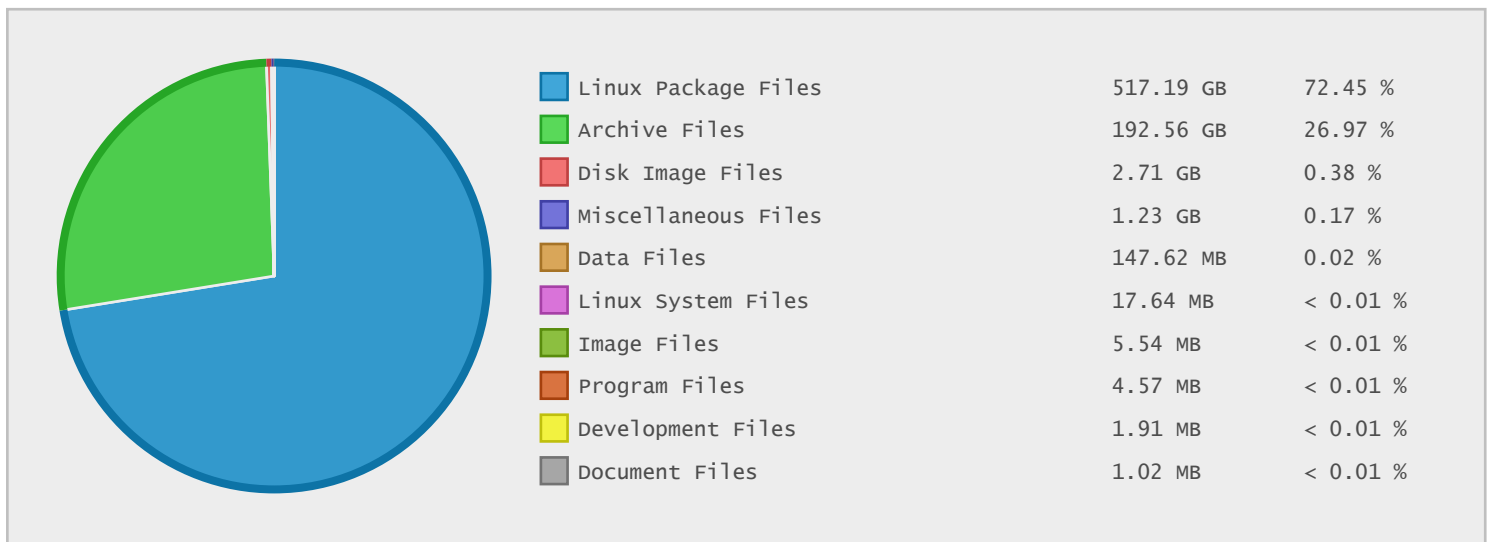 Linux Package Files 517.19 GB 72.45 %
Archive Files 192.56 GB 26.97 %
Disk Image Files 2.71 GB 0.38 %
Miscellaneous Files 1.23 GB 0.17 %
Data Files 147.62 MB 0.02 %
Linux System Files 17.64 MB < 0.01 %
Image Files 5.54 MB < 0.01 %
Program Files 4.57 MB < 0.01 %
Development Files 1.91 MB < 0.01 %
Document Files 1.02 MB < 0.01 %